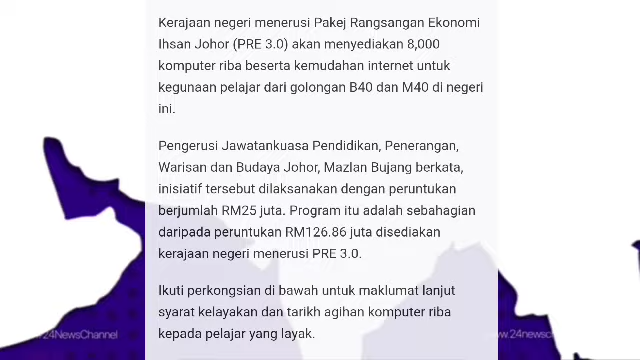 Kerajaan negeri menerusi Pakej Rangsangan Ekonomi
Ihsan Johor (PRE 3.0) akan menyediakan 8,000
komputer riba beserta kemudahan internet untuk
kegunaan pelajar dari golongan B40 dan M40 di negeri
ini.
Pengerusi Jawatankuasa Pendidikan, Penerangan,
Warisan dan Budaya Johor, Mazlan Bujang berkata,
inisiatif tersebut dilaksanakan dengan peruntukan
berjumlah RM25 juta. Program itu adalah sebahagian
daripada peruntukan RM126.86 juta disediakan
kerajaan negeri menerusi PRE 3.0.
Ikuti perkongsian di bawah untuk maklumat lanjut
syarat kelayakan dan tarikh agihan komputer riba
kepada pelajar yang layak.
www.24NewsChannel
www.24newschannel